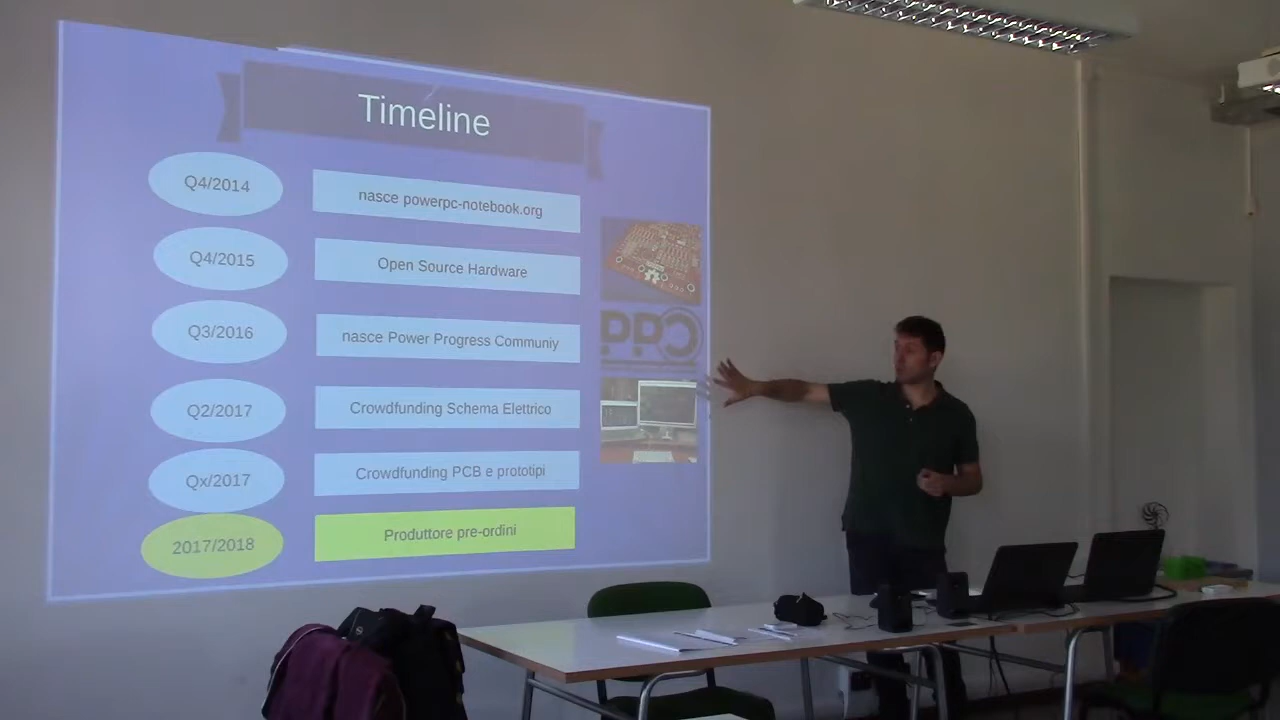 Timeline
Q4/2014
nasce powerpc-notebook.org
Q4/2015
Open Source Hardware
Q3/2016
nasce Power Progress Communiy
Q2/2017
Crowdfunding Schema Elettrico
Qx/2017
Crowdfunding PCB e prototipi
2017/2018
Produttore pre-ordini
PPC